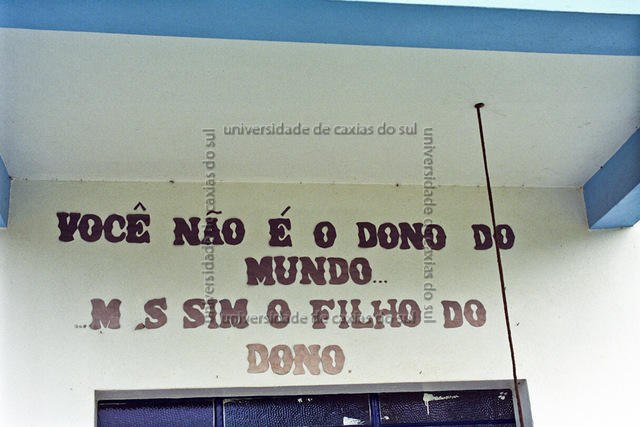 universidade de caxias do sul
universidade de caxias do sul
universidade de caxias do sul
VOCÊ NÃO É O DONO DO
MUNDO...
...M S SIM O FILHO DO
DONO.
universidade de caxias do sul